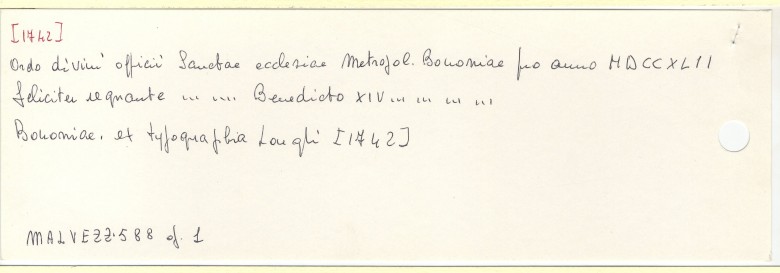 [1742]
Ordo divini officii Sanctae ecclesiae Metropol. Bononiae pro anno MDCCXLII
feliciter regnante ... .... Benedicto XIV ... ... ... ...
Bononiae, et typographia Longhi [1742]
MALVEZZ. 588 of. 1